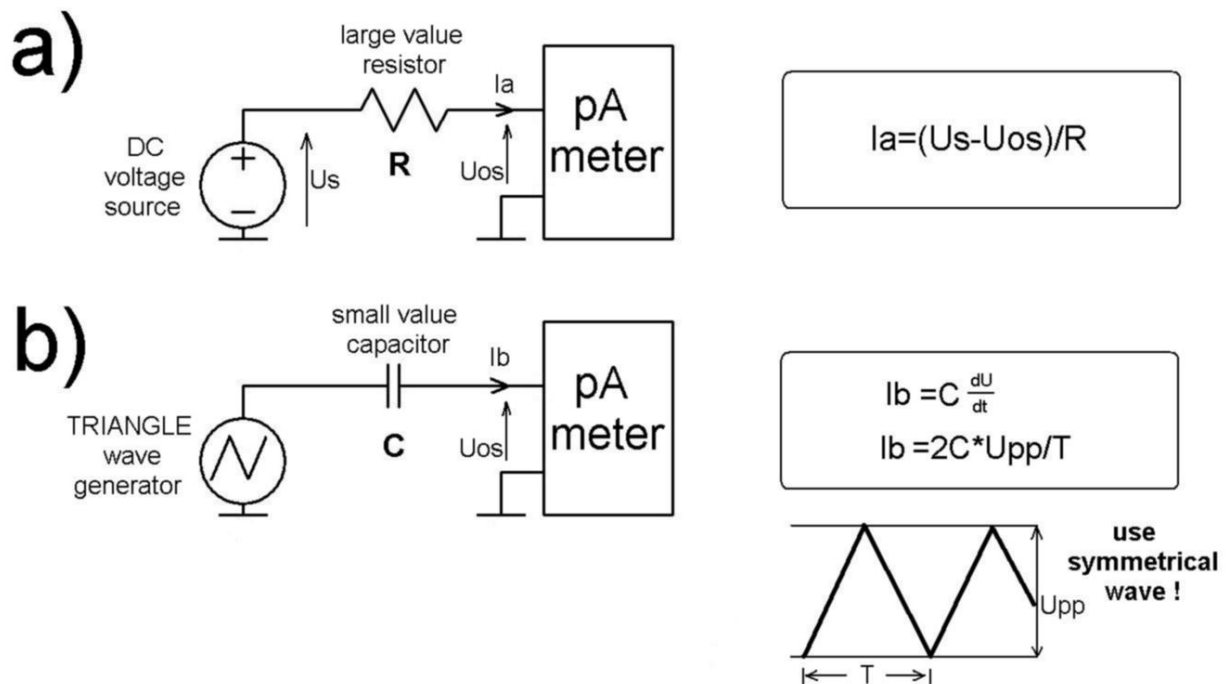 a)
large value
resistor
Ia
pA
meter
DC
voltage
source
+
−
Us
R
Uos
Ia=(Us-Uos)/R
b)
small value
capacitor
Ib
pA
meter
TRIANGLE
wave
generator
C
Uos
Ib =C dU/dt
Ib =2C*Upp/T
use
symmetrical
wave !
Upp
T